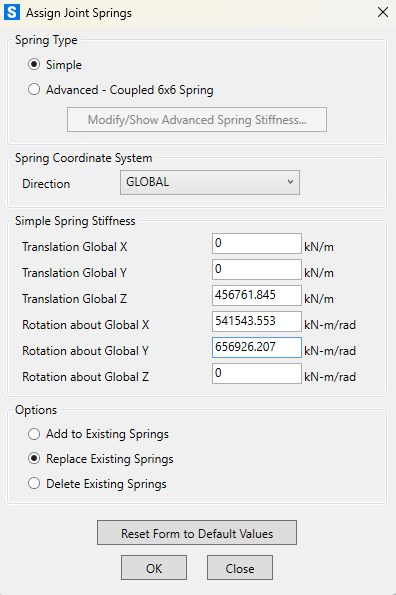 S Assign Joint Springs
Spring Type
Simple
Advanced - Coupled 6x6 Spring
Modify/Show Advanced Spring Stiffness...
Spring Coordinate System
Direction GLOBAL
Simple Spring Stiffness
Translation Global X 0 kN/m
Translation Global Y 0 kN/m
Translation Global Z 456761.845 kN/m
Rotation about Global X 541543.553 kN-m/rad
Rotation about Global Y 656926.207 kN-m/rad
Rotation about Global Z 0 kN-m/rad
Options
Add to Existing Springs
Replace Existing Springs
Delete Existing Springs
Reset Form to Default Values
OK Close